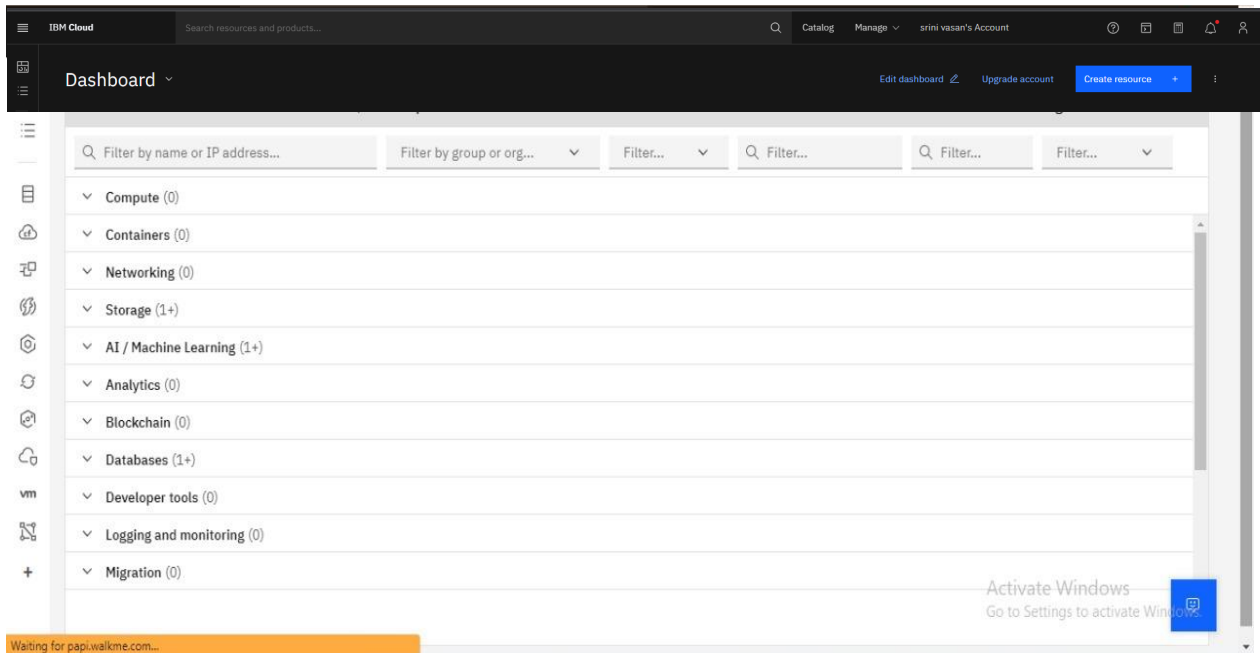 IBM Cloud Search resources and products... Catalog Manage srini vasan's Account
Dashboard Edit dashboard Upgrade account Create resource +
Filter by name or IP address... Filter by group or org... Filter... Filter... Filter... Filter...
Compute (0)
Containers (0)
Networking (0)
Storage (1+)
AI / Machine Learning (1+)
Analytics (0)
Blockchain (0)
Databases (1+)
vm Developer tools (0)
Logging and monitoring (0)
Migration (0)
Activate Windows
Go to Settings to activate Windows.
Waiting for papi.walkme.com...